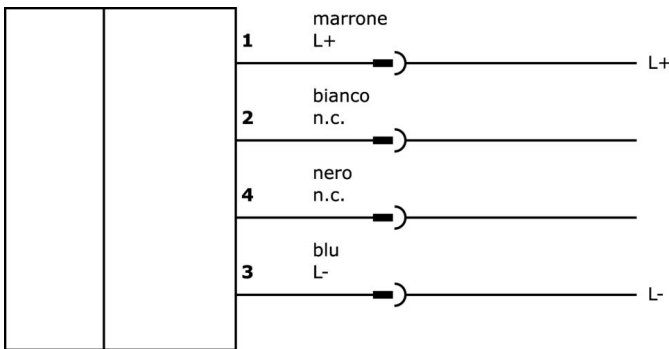 marrone
1 L+
L+
bianco
2 n.c.
nero
4 n.c.
blu
3 L-
L-